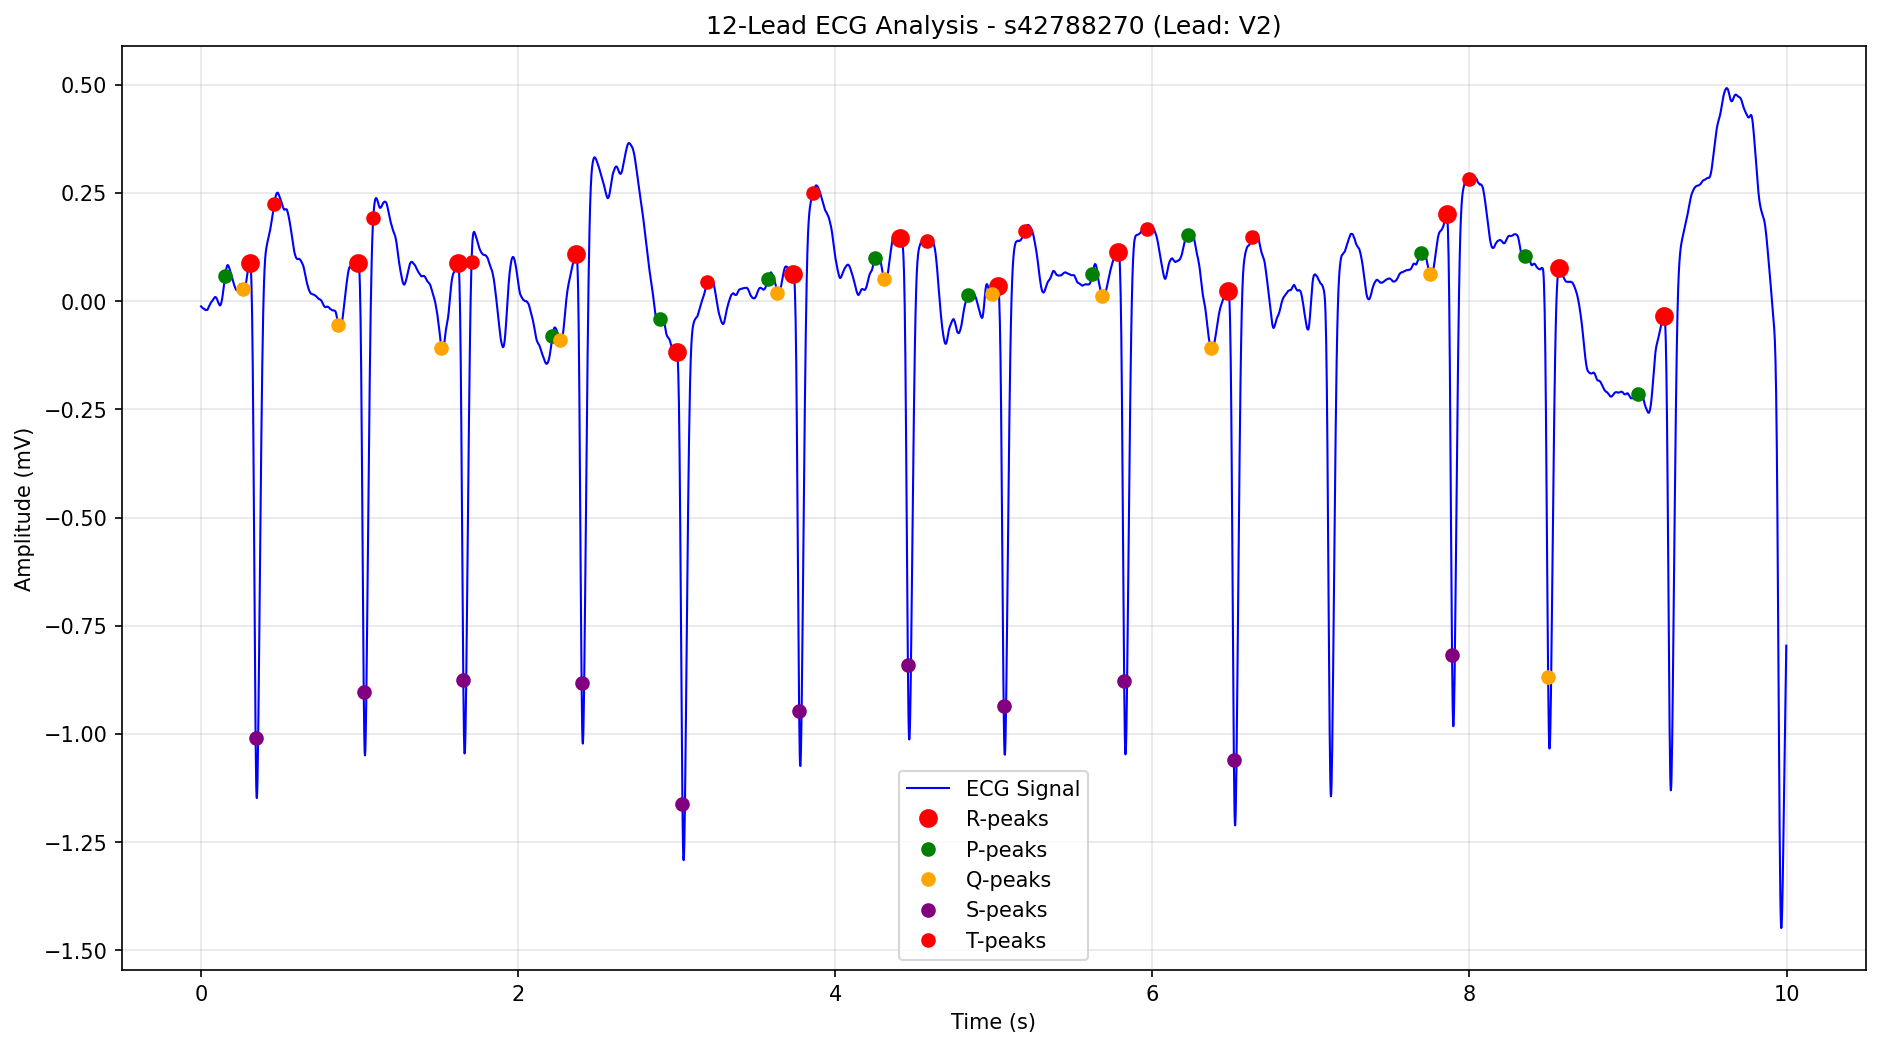 12-Lead ECG Analysis - s42788270 (Lead: V2)
Amplitude (mV)
0.50
0.25
0.00
−0.25
−0.50
−0.75
−1.00
−1.25
−1.50
ECG Signal
R-peaks
P-peaks
Q-peaks
S-peaks
T-peaks
0 2 4 6 8 10
Time (s)